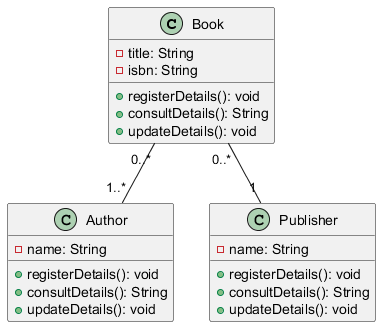 C Book
title: String
isbn: String
registerDetails(): void
consultDetails(): String
updateDetails(): void
0..* 0..*
1..* 1
C Author
name: String
registerDetails(): void
consultDetails(): String
updateDetails(): void
C Publisher
name: String
registerDetails(): void
consultDetails(): String
updateDetails(): void